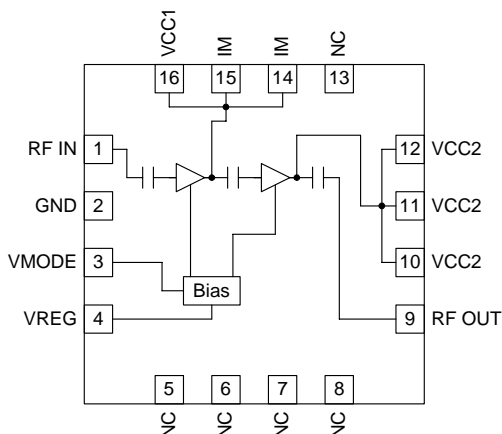 VCC1 IM IM NC
16 15 14 13
RF IN 1 12 VCC2
GND 2 11 VCC2
VMODE 3 10 VCC2
Bias
VREG 4 9 RF OUT
5 6 7 8
NC NC NC NC